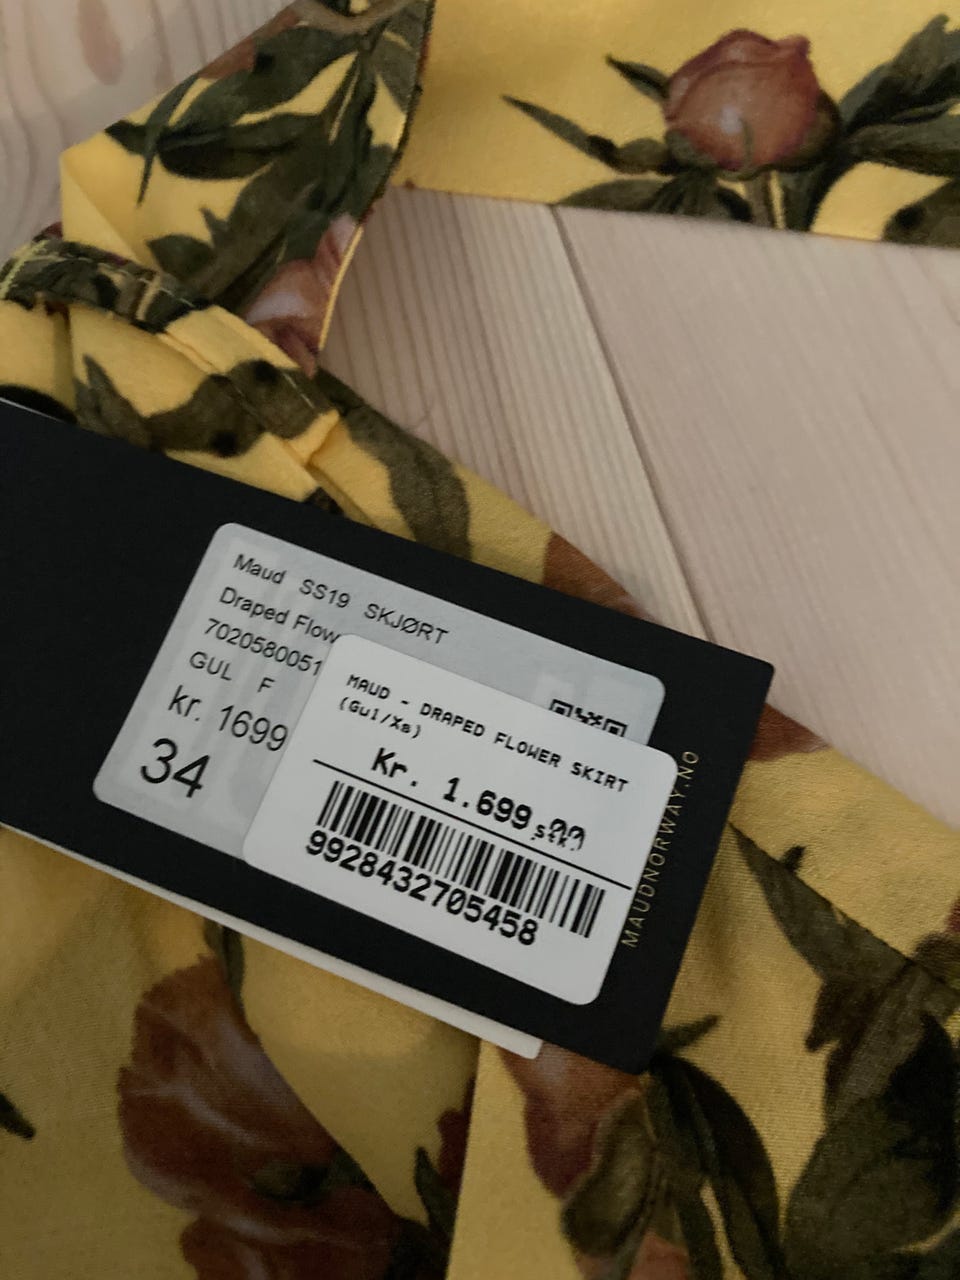 Maud SS19 SKJØRT
Draped Flow
7020580051
GUL F
kr. 1699
34
MAUD - DRAPED FLOWER SKIRT
(Gul/Xs)
Kr. 1.699,00
stk.
9928432705458
MAUDNORWAY.NO